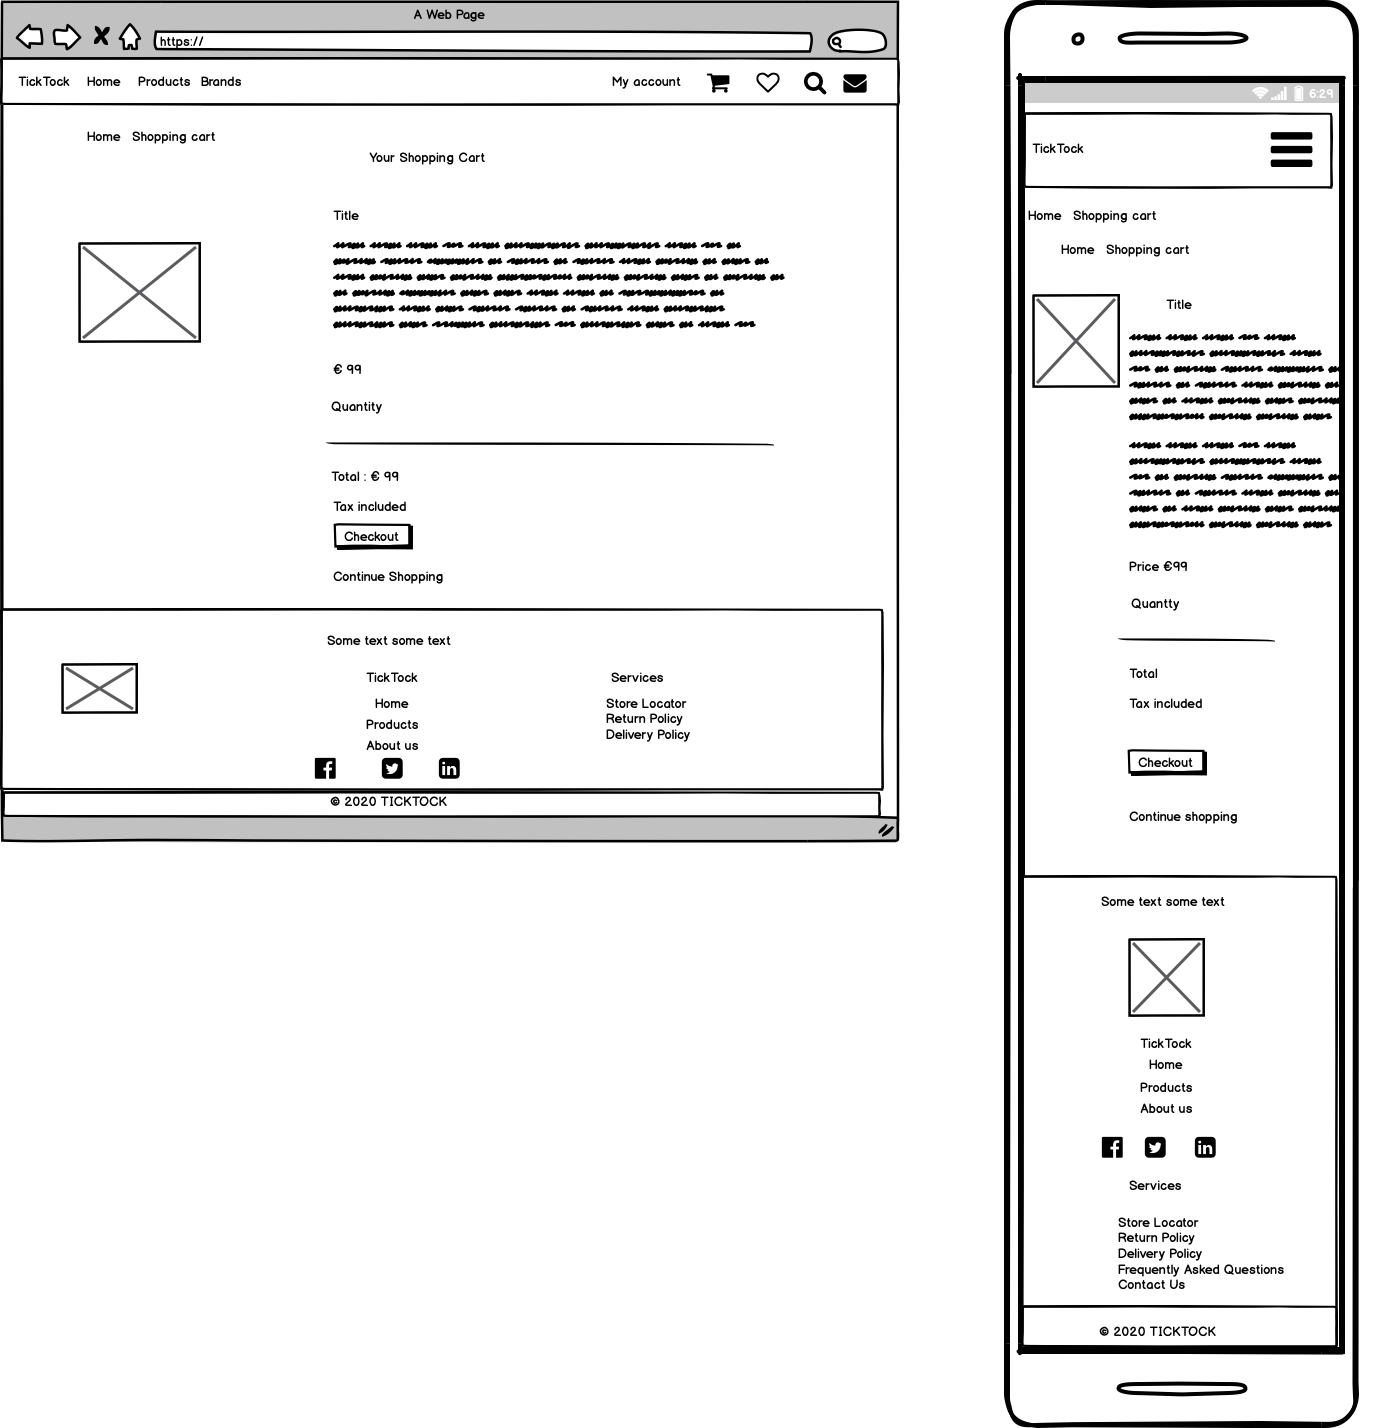 A Web Page
https://
TickTock Home Products Brands My account
Home Shopping cart
Your Shopping Cart
Title
€ 99
Quantity
Total : € 99
Tax included
Checkout
Continue Shopping
Some text some text
TickTock
Home
Products
About us
Services
Store Locator
Return Policy
Delivery Policy
© 2020 TICKTOCK
6:29
TickTock
Home Shopping cart
Home Shopping cart
Title
Price €99
Quantty
Total
Tax included
Checkout
Continue shopping
Some text some text
TickTock
Home
Products
About us
Services
Store Locator
Return Policy
Delivery Policy
Frequently Asked Questions
Contact Us
© 2020 TICKTOCK